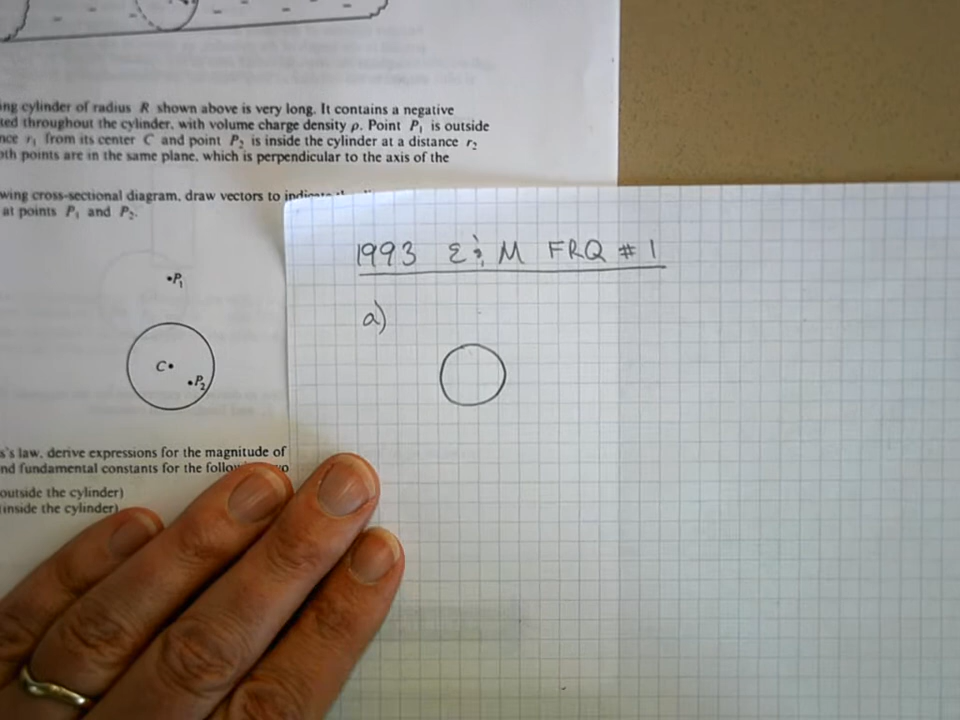 ing cylinder of radius R shown above is very long. It contains a negative
ted throughout the cylinder, with volume charge density ρ. Point P₁ is outside
nce r₁ from its center C and point P₂ is inside the cylinder at a distance r₂
oth points are in the same plane, which is perpendicular to the axis of the
wing cross-sectional diagram, draw vectors to
at points P₁ and P₂.
1993 E & M FRQ # 1
•P₁
a)
C•
•P₂
s's law, derive expressions for the magnitude of
nd fundamental constants for the
outside the cylinder)
(inside the cylinder)